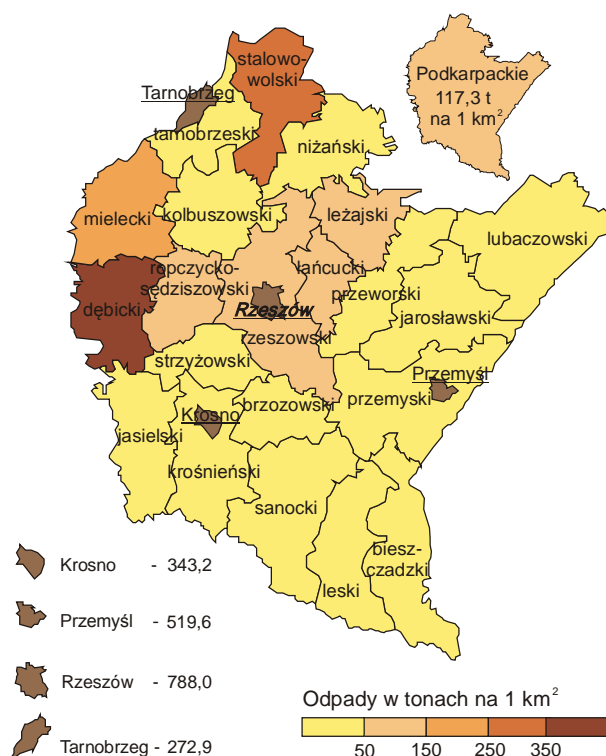 stalowo-
wolski
Podkarpackie
117,3 t
na 1 km²
Tarnobrzeg
tarnobrzeski
niżański
mielecki
kolbuszowski
leżajski
lubaczowski
ropczycko-
sędziszowski
łańcucki
dębicki
przeworski
Rzeszów
jarosławski
rzeszowski
strzyżowski
Przemyśl
brzozowski
przemyski
Krosno
jasielski
krośnieński
sanocki
biesz-
czadzki
leski
Krosno - 343,2
Przemyśl - 519,6
Rzeszów - 788,0
Tarnobrzeg - 272,9
Odpady w tonach na 1 km²
50 150 250 350